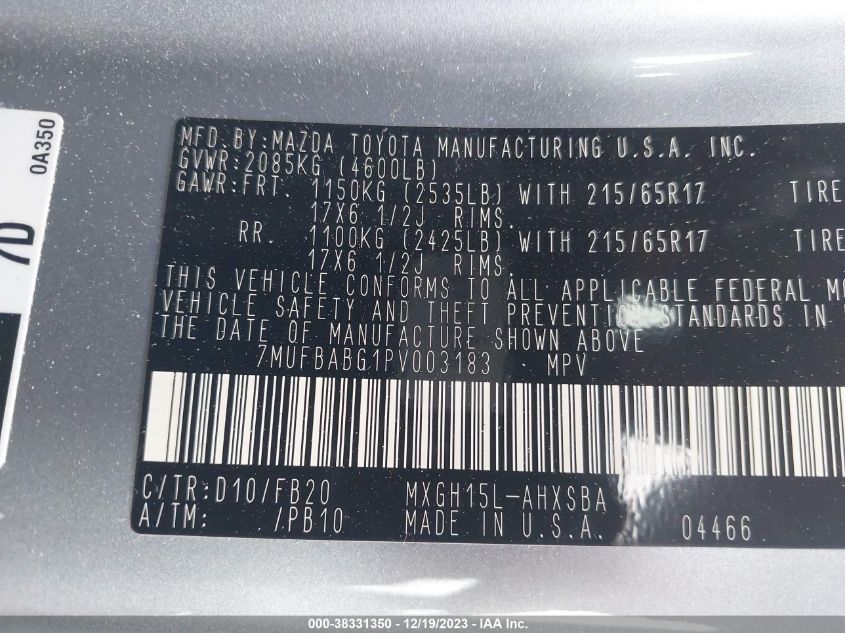 0A350
7D
MFD.BY:MAZDA TOYOTA MANUFACTURING U.S.A. INC.
GVWR:2085KG (4600LB)
GAWR:FRT. 1150KG (2535LB) WITH 215/65R17 TIRE
17X6 1/2J RIMS.
RR. 1100KG (2425LB) WITH 215/65R17 TIRE
17X6 1/2J RIMS.
THIS VEHICLE CONFORMS TO ALL APPLICABLE FEDERAL
VEHICLE SAFETY AND THEFT PREVENTION STANDARDS IN
THE DATE OF MANUFACTURE SHOWN ABOVE
7MUFBABG1PV003183 MPV
C/TR:D10/FB20 MXGH15L-AHXSBA
A/TM: /PB10 MADE IN U.S.A. 04466
000-38331350 - 12/19/2023 - IAA Inc.